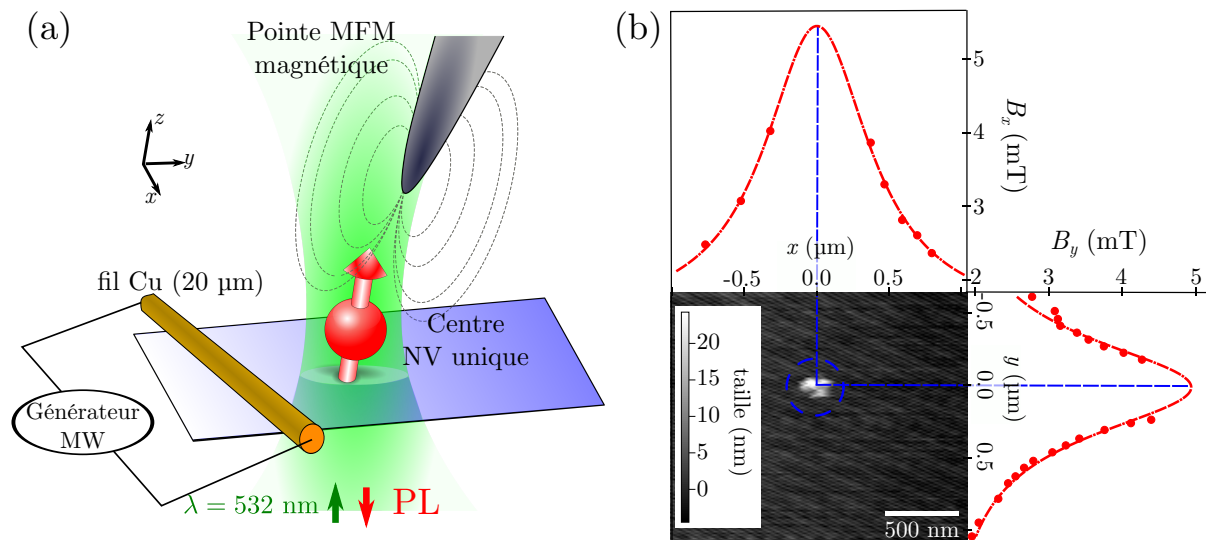 (a)
Pointe MFM
magnétique
z
y
x
fil Cu (20 µm)
Centre
NV unique
Générateur
MW
λ = 532 nm
PL
(b)
5
4
3
2
B_x (mT)
x (µm)
-0.5
0.0
0.5
B_y (mT)
2
3
4
5
0.5
0.0
0.5
y (µm)
20
15
10
5
0
taille (nm)
500 nm